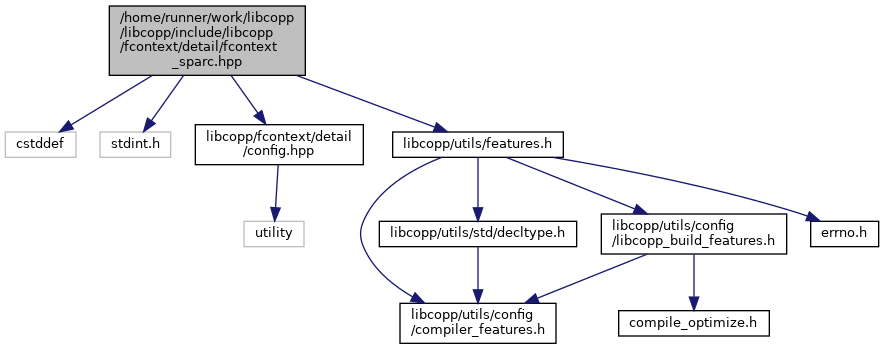 /home/runner/work/libcopp
/libcopp/include/libcopp
/fcontext/detail/fcontext
_sparc.hpp
cstddef
stdint.h
libcopp/fcontext/detail
/config.hpp
libcopp/utils/features.h
utility
libcopp/utils/std/decltype.h
libcopp/utils/config
/libcopp_build_features.h
errno.h
libcopp/utils/config
/compiler_features.h
compile_optimize.h